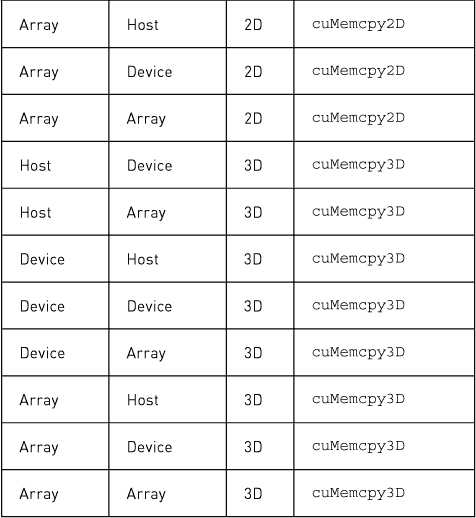 Array Host 2D cuMemcpy2D
Array Device 2D cuMemcpy2D
Array Array 2D cuMemcpy2D
Host Device 3D cuMemcpy3D
Host Array 3D cuMemcpy3D
Device Host 3D cuMemcpy3D
Device Device 3D cuMemcpy3D
Device Array 3D cuMemcpy3D
Array Host 3D cuMemcpy3D
Array Device 3D cuMemcpy3D
Array Array 3D cuMemcpy3D